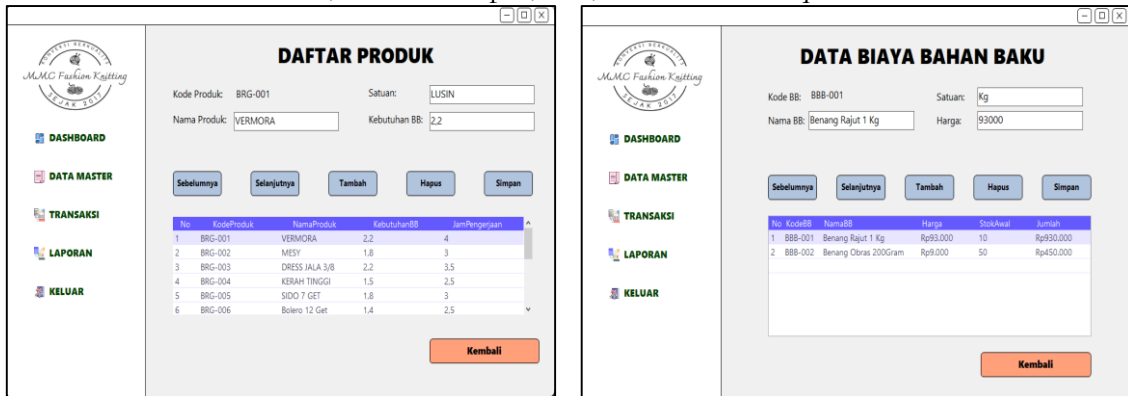 KONVERSI BERKUALITY
M.M.C Fashion Knitting
SEJAK 2017
DASHBOARD
DATA MASTER
TRANSAKSI
LAPORAN
KELUAR
DAFTAR PRODUK
Kode Produk: BRG-001 Satuan: LUSIN
Nama Produk: VERMORA Kebutuhan BB: 2,2
Sebelumnya Selanjutnya Tambah Hapus Simpan
No KodeProduk NamaProduk KebutuhanBB JamPengerjaan
1 BRG-001 VERMORA 2.2 4
2 BRG-002 MESY 1.8 3
3 BRG-003 DRESS JALA 3/8 2.2 3.5
4 BRG-004 KERAH TINGGI 1.5 2.5
5 BRG-005 SIDO 7 GET 1.8 3
6 BRG-006 Bolero 12 Get 1.4 2.5
Kembali
M.M.C Fashion Knitting
SEJAK 2017
DASHBOARD
DATA MASTER
TRANSAKSI
LAPORAN
KELUAR
DATA BIAYA BAHAN BAKU
Kode BB: BBB-001 Satuan: Kg
Nama BB: Benang Rajut 1 Kg Harga: 93000
Sebelumnya Selanjutnya Tambah Hapus Simpan
No KodeBB NamaBB Harga StokAwal Jumlah
1 BBB-001 Benang Rajut 1 Kg Rp93.000 10 Rp930.000
2 BBB-002 Benang Obras 200Gram Rp9.000 50 Rp450.000
Kembali